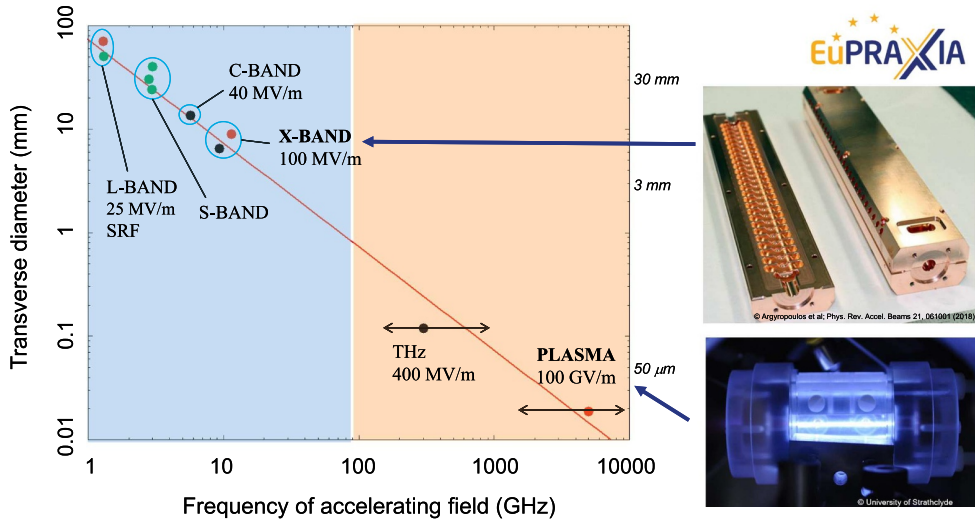 EuPRAXIA
100
10
1
0.1
0.01
Transverse diameter (mm)
C-BAND
40 MV/m
X-BAND
100 MV/m
L-BAND
25 MV/m
SRF
S-BAND
THz
400 MV/m
PLASMA
100 GV/m
30 mm
3 mm
50 μm
1
10
100
1000
10000
Frequency of accelerating field (GHz)
© Argyropoulos et al; Phys. Rev. Accel. Beams 21, 061001 (2018)
© University of Strathclyde